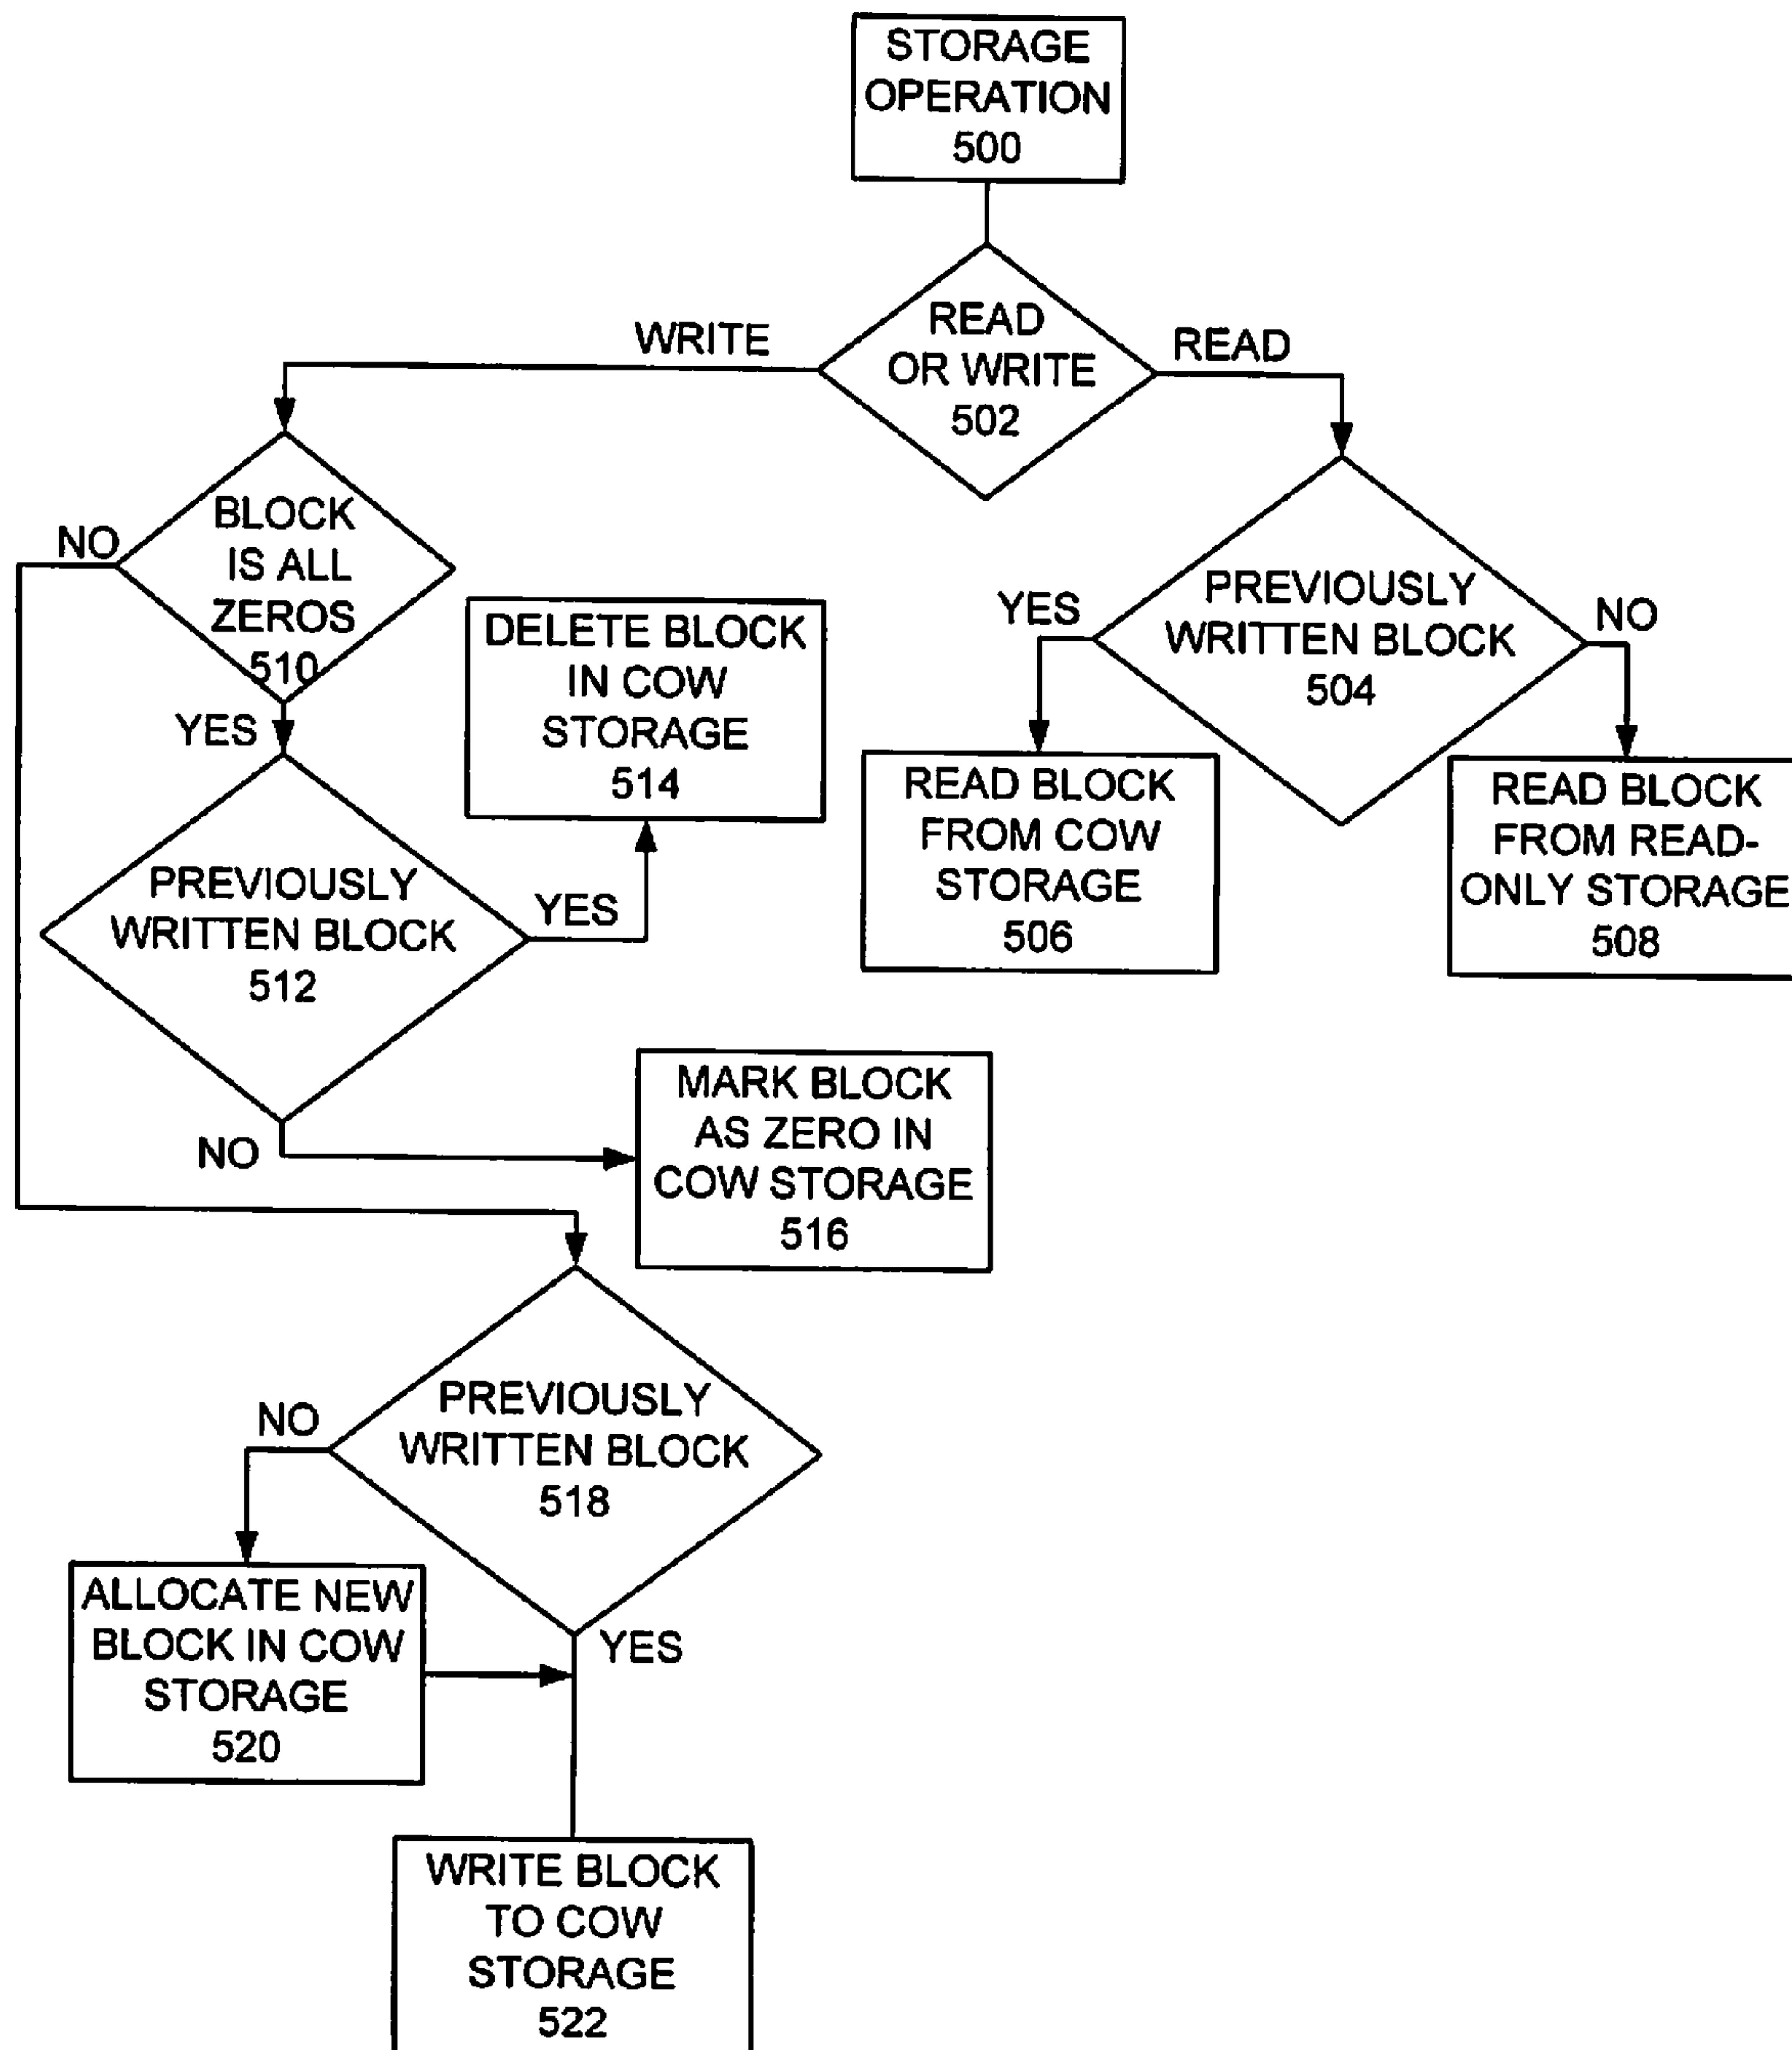 STORAGE
OPERATION
500
READ
OR WRITE
502
WRITE
READ
BLOCK
IS ALL
ZEROS
510
NO
YES
PREVIOUSLY
WRITTEN BLOCK
504
YES
NO
DELETE BLOCK
IN COW
STORAGE
514
READ BLOCK
FROM COW
STORAGE
506
READ BLOCK
FROM READ-
ONLY STORAGE
508
PREVIOUSLY
WRITTEN BLOCK
512
YES
NO
MARK BLOCK
AS ZERO IN
COW STORAGE
516
PREVIOUSLY
WRITTEN BLOCK
518
NO
YES
ALLOCATE NEW
BLOCK IN COW
STORAGE
520
WRITE BLOCK
TO COW
STORAGE
522